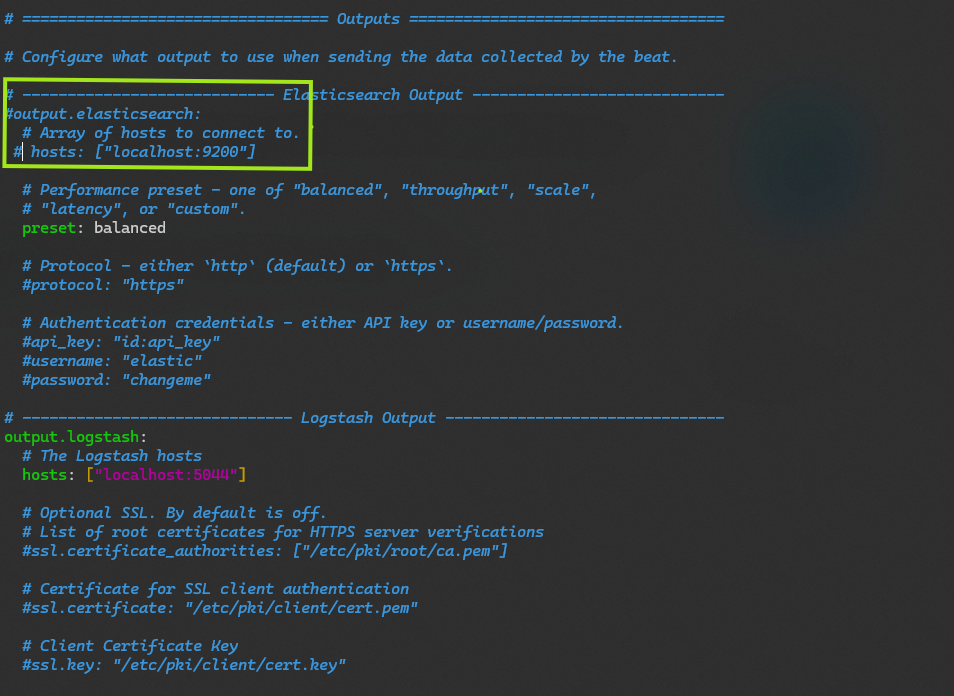 # ================================== Outputs ===================================
# Configure what output to use when sending the data collected by the beat.
# ---------------------------- Elasticsearch Output ----------------------------
#output.elasticsearch:
# Array of hosts to connect to.
# hosts: ["localhost:9200"]
# Performance preset - one of "balanced", "throughput", "scale",
# "latency", or "custom".
preset: balanced
# Protocol - either `http` (default) or `https`.
#protocol: "https"
# Authentication credentials - either API key or username/password.
#api_key: "id:api_key"
#username: "elastic"
#password: "changeme"
# ------------------------------ Logstash Output -------------------------------
output.logstash:
# The Logstash hosts
hosts: ["localhost:5044"]
# Optional SSL. By default is off.
# List of root certificates for HTTPS server verifications
#ssl.certificate_authorities: ["/etc/pki/root/ca.pem"]
# Certificate for SSL client authentication
#ssl.certificate: "/etc/pki/client/cert.pem"
# Client Certificate Key
#ssl.key: "/etc/pki/client/cert.key"